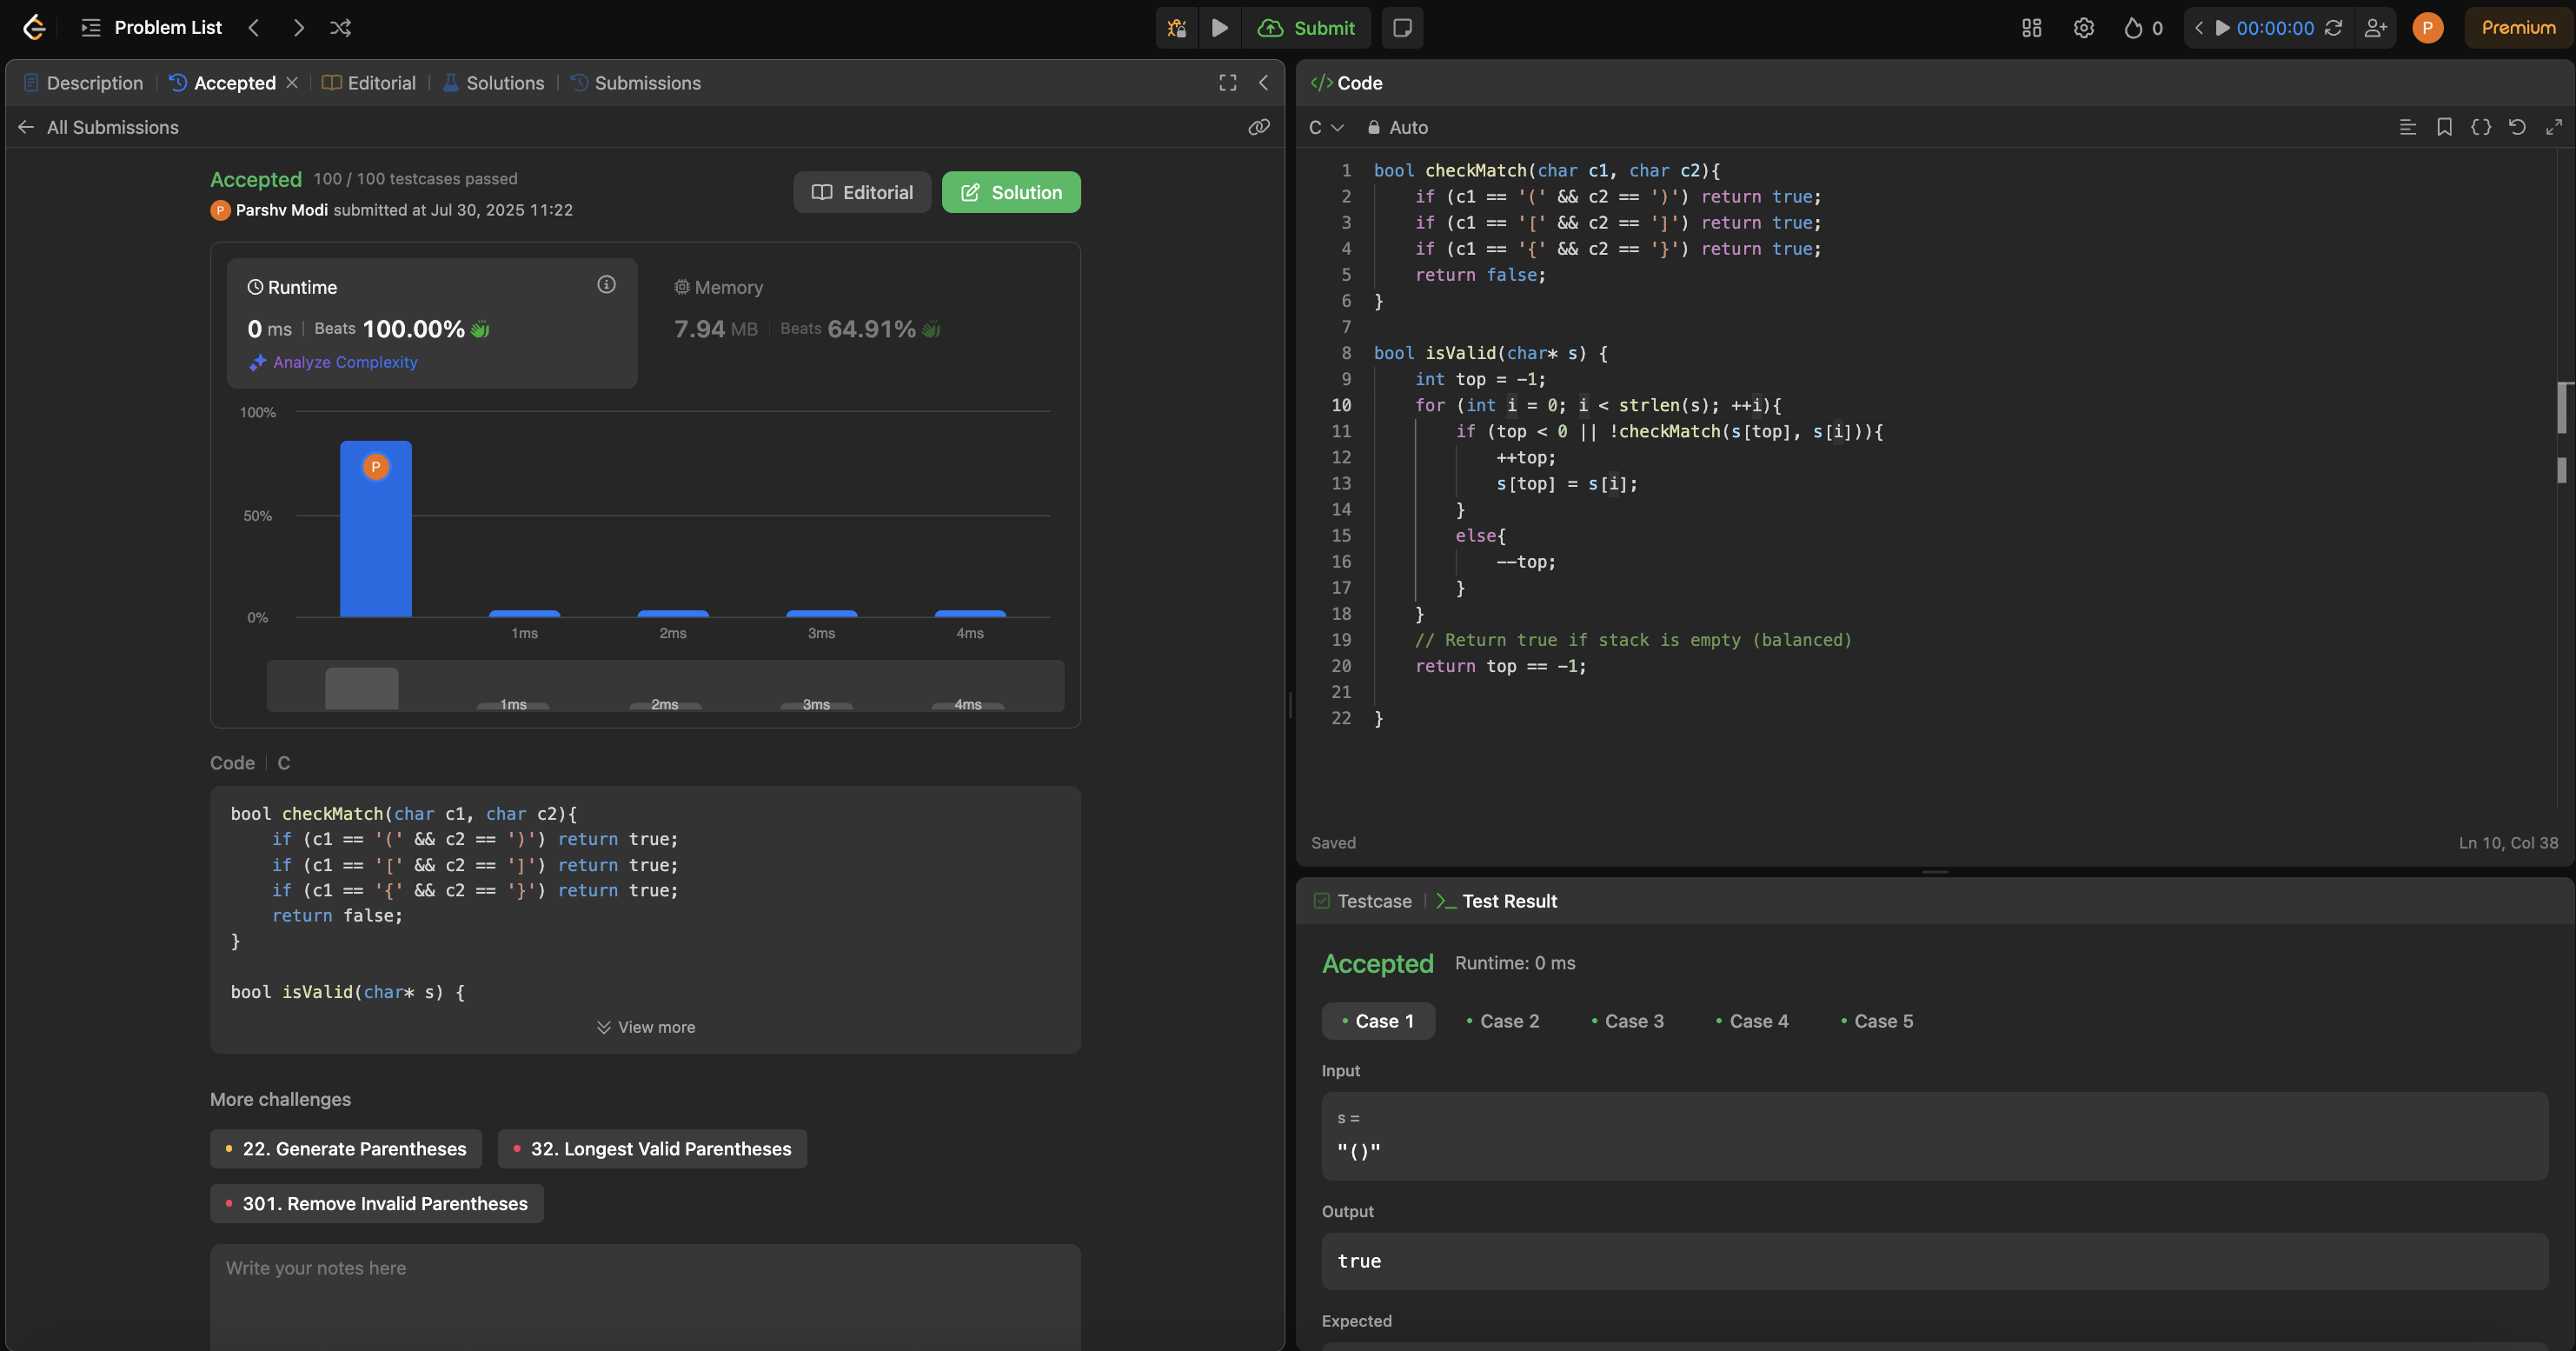 Problem List
Submit
0
00:00:00
P
Premium
Description
Accepted
Editorial
Solutions
Submissions
All Submissions
Accepted 100 / 100 testcases passed
P Parshv Modi submitted at Jul 30, 2025 11:22
Editorial
Solution
Runtime
0 ms | Beats 100.00%
Analyze Complexity
Memory
7.94 MB | Beats 64.91%
100%
P
50%
0%
1ms 2ms 3ms 4ms
1ms 2ms 3ms 4ms
Code | C
bool checkMatch(char c1, char c2){
    if (c1 == '(' && c2 == ')') return true;
    if (c1 == '[' && c2 == ']') return true;
    if (c1 == '{' && c2 == '}') return true;
    return false;
}
bool isValid(char* s) {
View more
More challenges
22. Generate Parentheses
32. Longest Valid Parentheses
301. Remove Invalid Parentheses
Write your notes here
</> Code
C
Auto
1 bool checkMatch(char c1, char c2){
2     if (c1 == '(' && c2 == ')') return true;
3     if (c1 == '[' && c2 == ']') return true;
4     if (c1 == '{' && c2 == '}') return true;
5     return false;
6 }
7
8 bool isValid(char* s) {
9     int top = -1;
10     for (int i = 0; i < strlen(s); ++i){
11         if (top < 0 || !checkMatch(s[top], s[i])){
12             ++top;
13             s[top] = s[i];
14         }
15         else{
16             --top;
17         }
18     }
19     // Return true if stack is empty (balanced)
20     return top == -1;
21
22 }
Saved
Ln 10, Col 38
Testcase
Test Result
Accepted Runtime: 0 ms
Case 1
Case 2
Case 3
Case 4
Case 5
Input
s =
"()"
Output
true
Expected